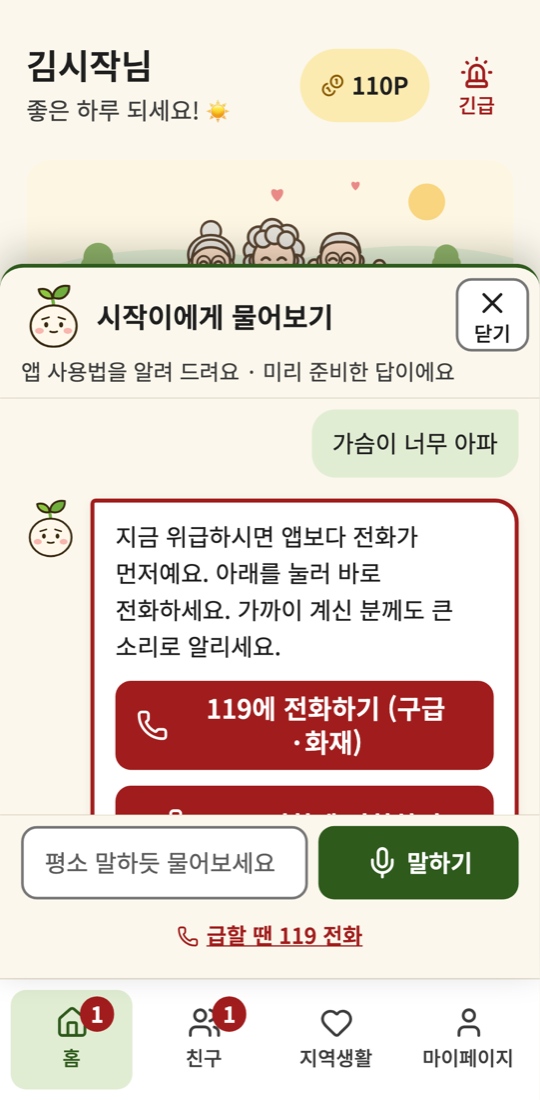 김시작님
좋은 하루 되세요! ☀️
110P
긴급
시작이에게 물어보기
닫기
앱 사용법을 알려 드려요 · 미리 준비한 답이에요
가슴이 너무 아파
지금 위급하시면 앱보다 전화가
먼저예요. 아래를 눌러 바로
전화하세요. 가까이 계신 분께도 큰
소리로 알리세요.
119에 전화하기 (구급
·화재)
평소 말하듯 물어보세요
말하기
급할 땐 119 전화
1
홈
1
친구
지역생활
마이페이지